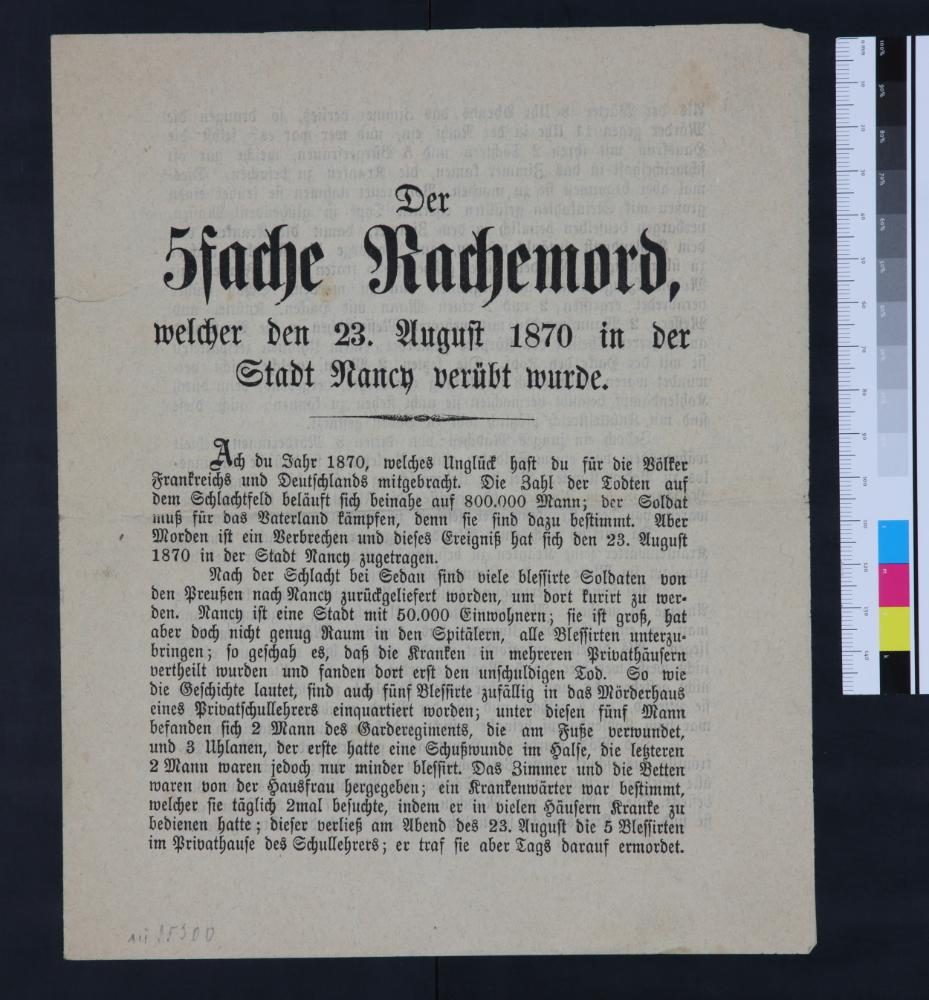 Der
5fache Rachemord,
welcher den 23. August 1870 in der
Stadt Nancy verübt wurde.
Ach du Jahr 1870, welches Unglück hast du für die Völker
Frankreichs und Deutschlands mitgebracht. Die Zahl der Todten auf
dem Schlachtfeld beläuft sich beinahe auf 800.000 Mann; der Soldat
muß für das Vaterland kämpfen, denn sie sind dazu bestimmt. Aber
Morden ist ein Verbrechen und dieses Ereigniß hat sich den 23. August
1870 in der Stadt Nancy zugetragen.
Nach der Schlacht bei Sedan sind viele blessirte Soldaten von
den Preußen nach Nancy zurückgeliefert worden, um dort kurirt zu wer-
den. Nancy ist eine Stadt mit 50.000 Einwohnern; sie ist groß, hat
aber doch nicht genug Raum in den Spitälern, alle Blessirten unterzu-
bringen; so geschah es, daß die Kranken in mehreren Privathäusern
vertheilt wurden und fanden dort erst den unschuldigen Tod. So wie
die Geschichte lautet, sind auch fünf Blessirte zufällig in das Mörderhaus
eines Privatschullehrers einquartiert worden; unter diesen fünf Mann
befanden sich 2 Mann des Garderegiments, die am Fuße verwundet,
und 3 Uhlanen, der erste hatte eine Schußwunde im Halse, die letzteren
2 Mann waren jedoch nur minder blessirt. Das Zimmer und die Betten
waren von der Hausfrau hergegeben; ein Krankenwärter war bestimmt,
welcher sie täglich 2mal besuchte, indem er in vielen Häusern Kranke zu
bedienen hatte; dieser verließ am Abend des 23. August die 5 Blessirten
im Privathause des Schullehrers; er traf sie aber Tags darauf ermordet.